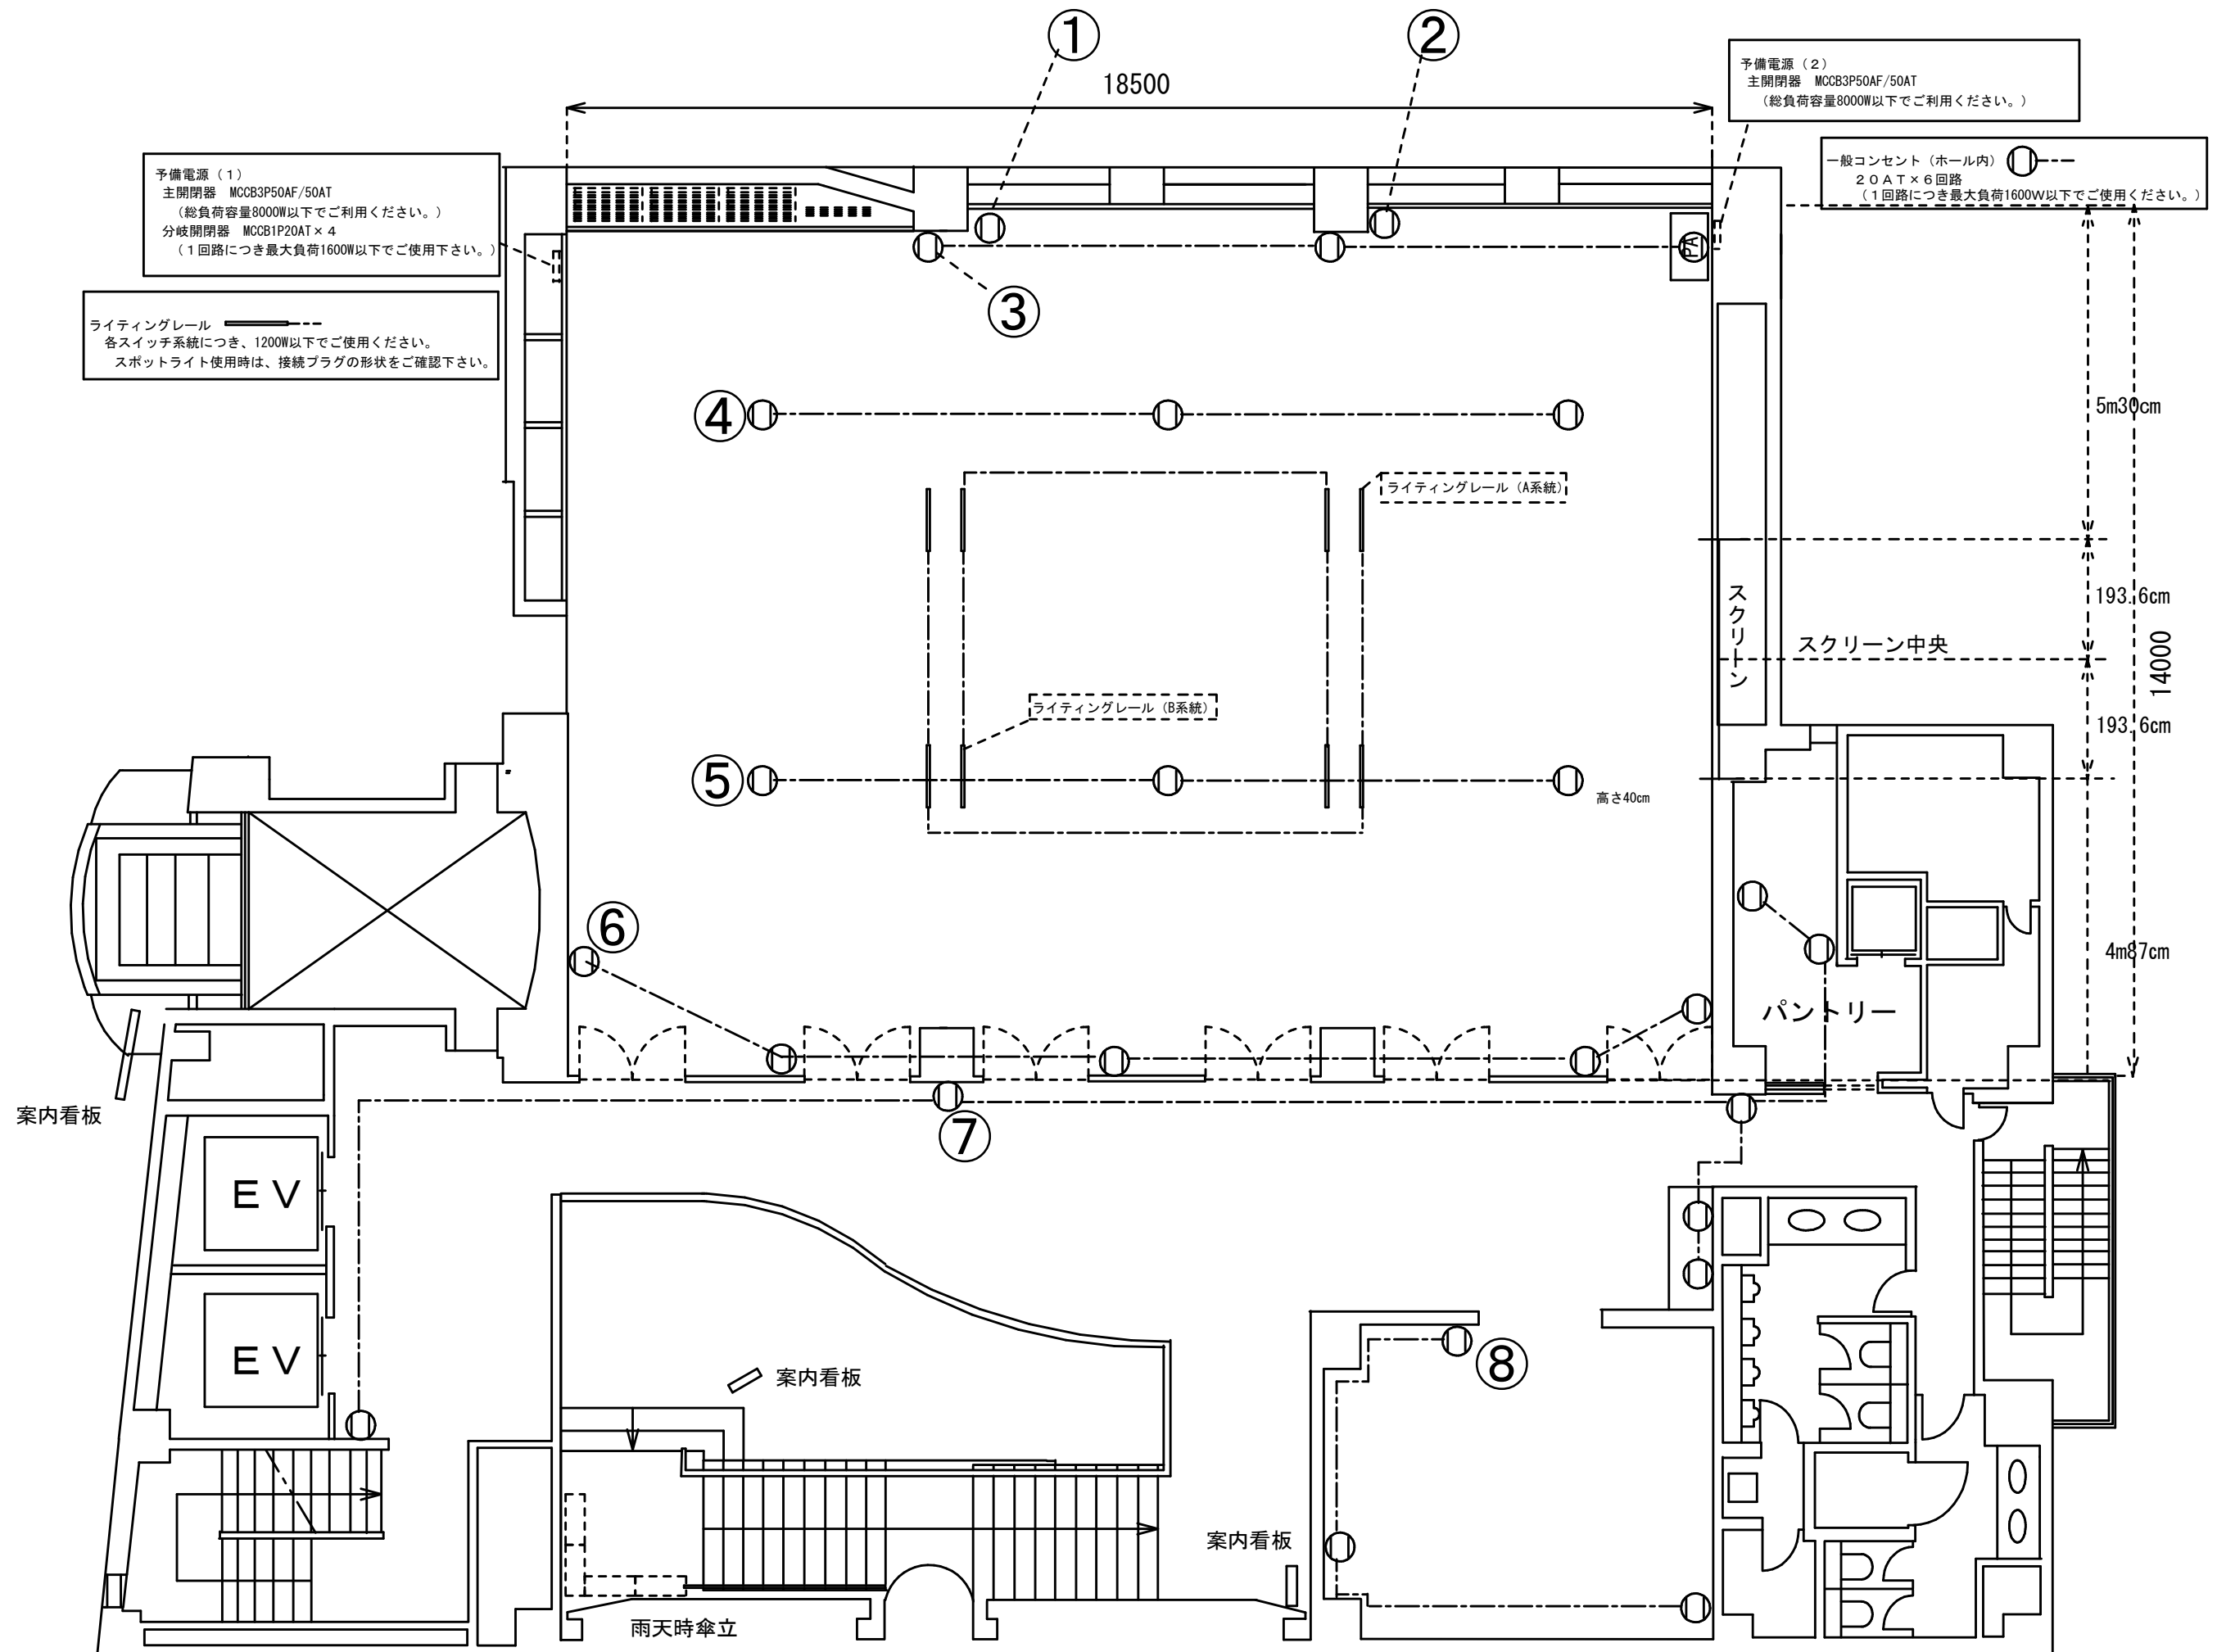 ①
②
18500
予備電源（２）
主開閉器　MCCB3P50AF/50AT
（総負荷容量8000W以下でご利用ください。）
一般コンセント（ホール内）
２０ＡＴ×６回路
（１回路につき最大負荷1600W以下でご使用ください。）
予備電源（１）
主開閉器　MCCB3P50AF/50AT
（総負荷容量8000W以下でご利用ください。）
分岐開閉器　MCCB1P20AT×４
（１回路につき最大負荷1600W以下でご使用下さい。）
PA
③
ライティングレール
各スイッチ系統につき、1200W以下でご使用ください。
スポットライト使用時は、接続プラグの形状をご確認下さい。
④
5m30cm
ライティングレール（A系統）
スクリーン
193.6cm
スクリーン中央
14000
ライティングレール（B系統）
193.6cm
⑤
高さ40cm
⑥
4m87cm
パントリー
案内看板
⑦
ＥＶ
ＥＶ
⑧
案内看板
案内看板
雨天時傘立